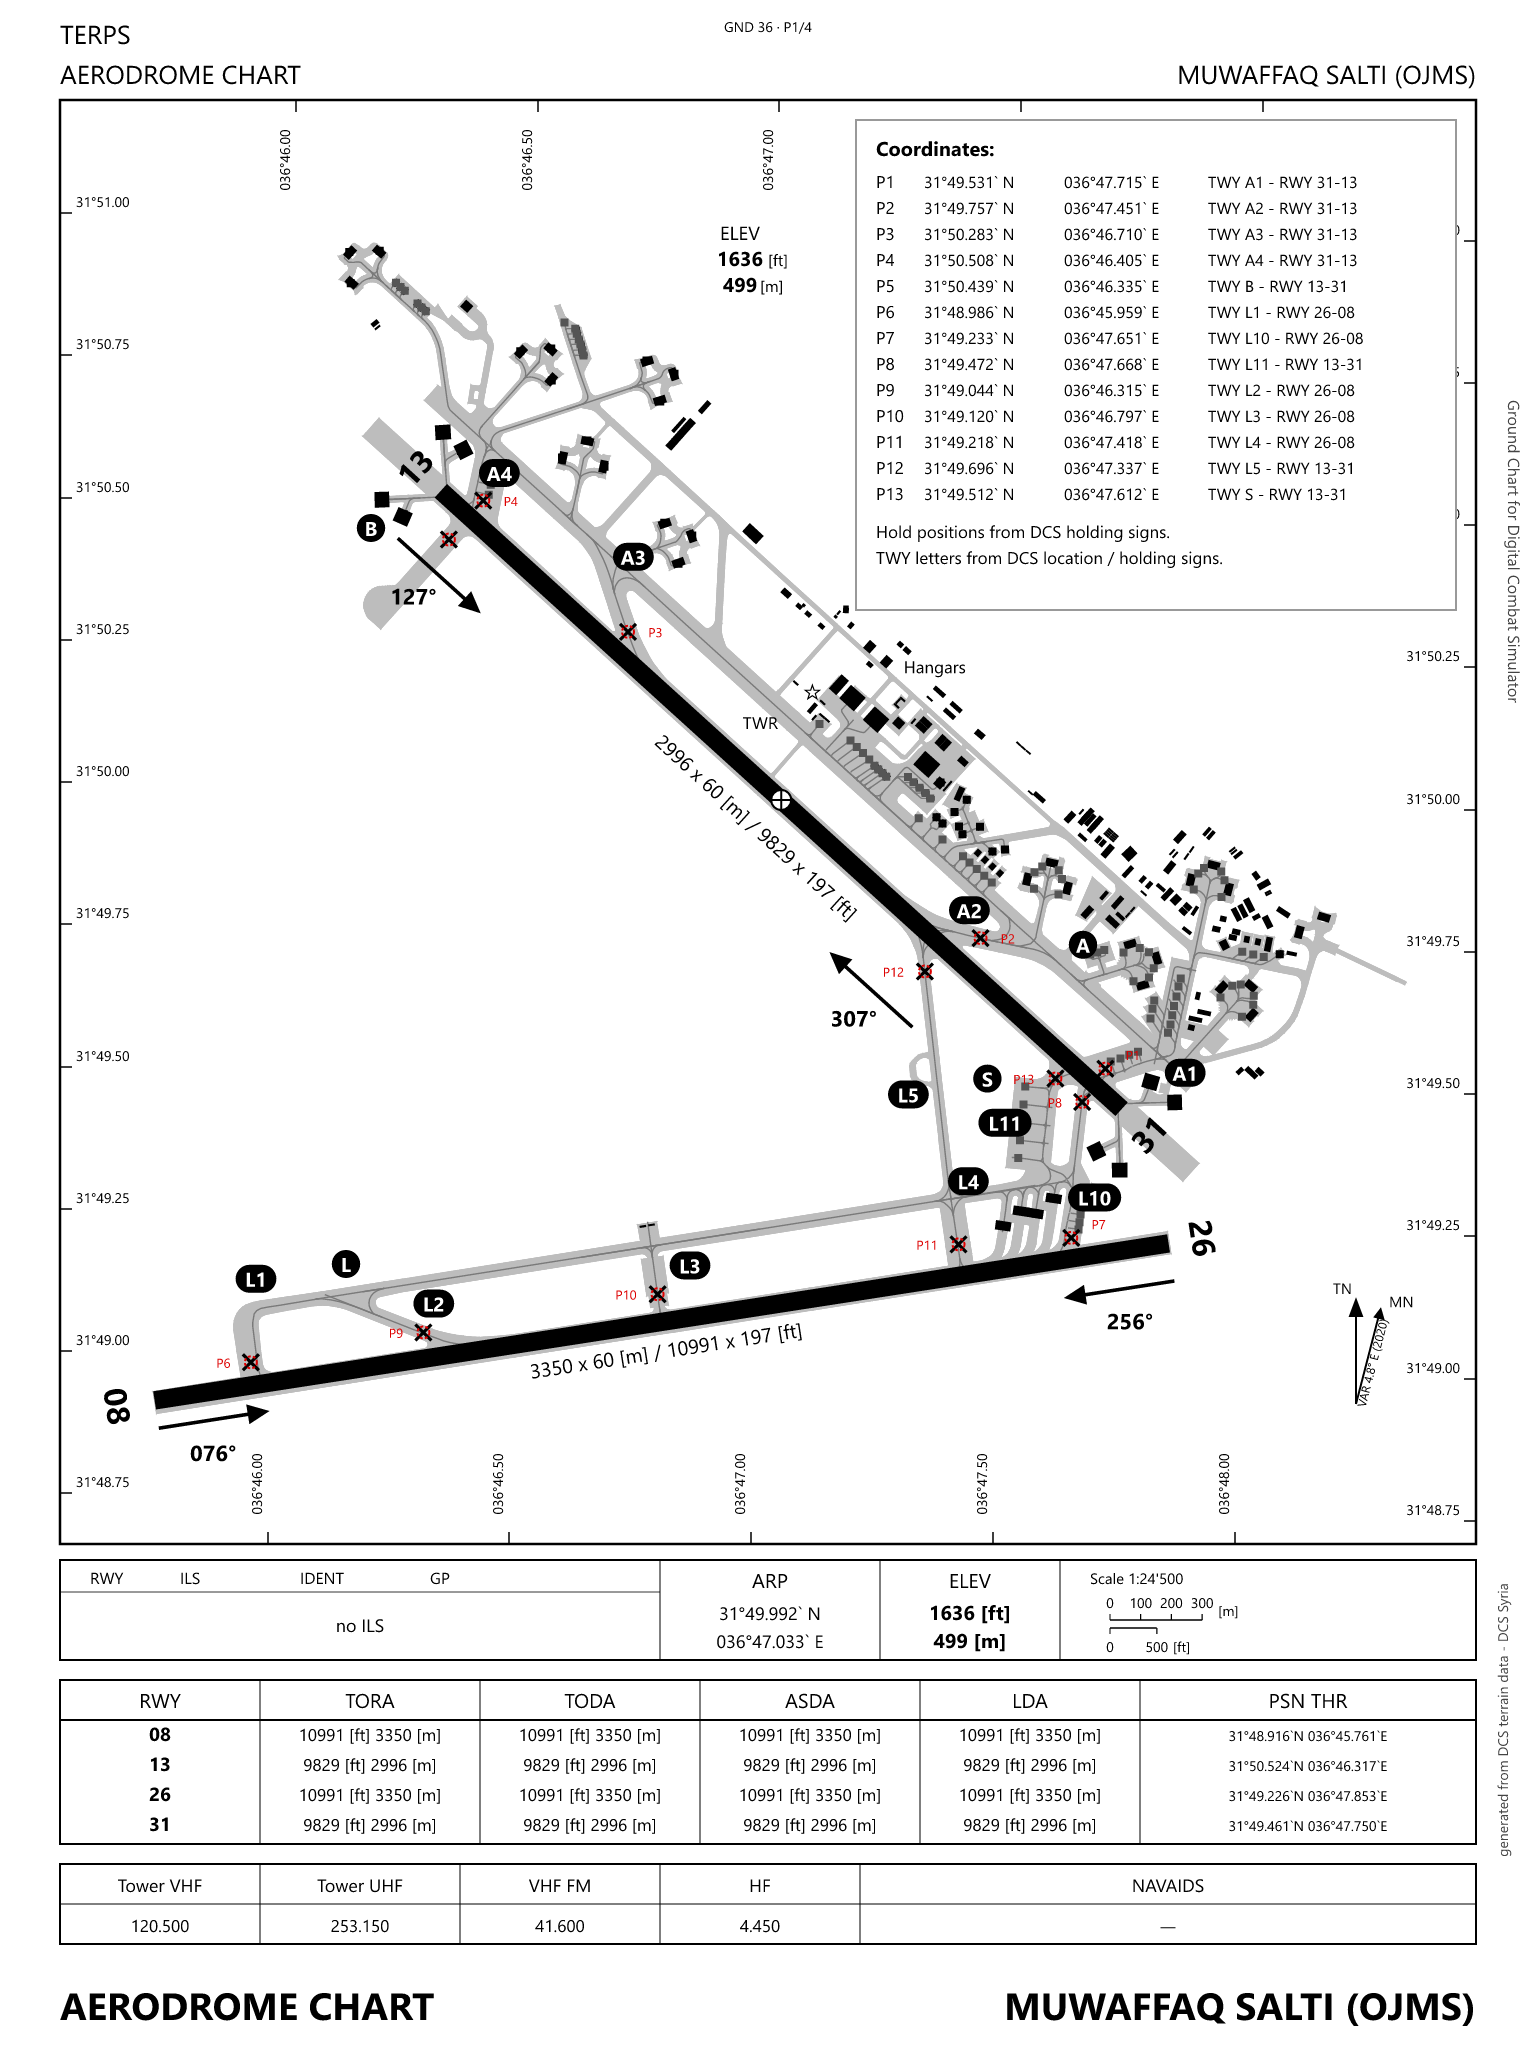 GND 36 · P1/4
TERPS
AERODROME CHART
MUWAFFAQ SALTI (OJMS)
036°46.00
036°46.50
036°47.00
Coordinates:
P1 31°49.531` N 036°47.715` E TWY A1 - RWY 31-13
P2 31°49.757` N 036°47.451` E TWY A2 - RWY 31-13
P3 31°50.283` N 036°46.710` E TWY A3 - RWY 31-13
P4 31°50.508` N 036°46.405` E TWY A4 - RWY 31-13
P5 31°50.439` N 036°46.335` E TWY B - RWY 13-31
P6 31°48.986` N 036°45.959` E TWY L1 - RWY 26-08
P7 31°49.233` N 036°47.651` E TWY L10 - RWY 26-08
P8 31°49.472` N 036°47.668` E TWY L11 - RWY 13-31
P9 31°49.044` N 036°46.315` E TWY L2 - RWY 26-08
P10 31°49.120` N 036°46.797` E TWY L3 - RWY 26-08
P11 31°49.218` N 036°47.418` E TWY L4 - RWY 26-08
P12 31°49.696` N 036°47.337` E TWY L5 - RWY 13-31
P13 31°49.512` N 036°47.612` E TWY S - RWY 13-31
Hold positions from DCS holding signs.
TWY letters from DCS location / holding signs.
ELEV
1636 [ft]
499 [m]
31°51.00
31°50.75
31°50.50
31°50.25
31°50.00
31°49.75
31°49.50
31°49.25
31°49.00
31°48.75
31°50.25
31°50.00
31°49.75
31°49.50
31°49.25
31°49.00
31°48.75
13
A4
P4
B
127°
A3
P3
Hangars
TWR
2996 x 60 [m] / 9829 x 197 [ft]
A2
P2
A
P12
307°
S
P13
P1
A1
P8
L5
L11
31
L4
L10
P7
P11
26
L
L1
L3
L2
P10
P9
P6
256°
3350 x 60 [m] / 10991 x 197 [ft]
08
076°
TN
MN
VAR 4.8° E (2020)
036°46.00
036°46.50
036°47.00
036°47.50
036°48.00
Ground Chart for Digital Combat Simulator
generated from DCS terrain data - DCS Syria
RWY ILS IDENT GP
no ILS
ARP
31°49.992` N
036°47.033` E
ELEV
1636 [ft]
499 [m]
Scale 1:24'500
0 100 200 300 [m]
0 500 [ft]
RWY TORA TODA ASDA LDA PSN THR
08 10991 [ft] 3350 [m] 10991 [ft] 3350 [m] 10991 [ft] 3350 [m] 10991 [ft] 3350 [m] 31°48.916`N 036°45.761`E
13 9829 [ft] 2996 [m] 9829 [ft] 2996 [m] 9829 [ft] 2996 [m] 9829 [ft] 2996 [m] 31°50.524`N 036°46.317`E
26 10991 [ft] 3350 [m] 10991 [ft] 3350 [m] 10991 [ft] 3350 [m] 10991 [ft] 3350 [m] 31°49.226`N 036°47.853`E
31 9829 [ft] 2996 [m] 9829 [ft] 2996 [m] 9829 [ft] 2996 [m] 9829 [ft] 2996 [m] 31°49.461`N 036°47.750`E
Tower VHF Tower UHF VHF FM HF NAVAIDS
120.500 253.150 41.600 4.450 —
AERODROME CHART
MUWAFFAQ SALTI (OJMS)